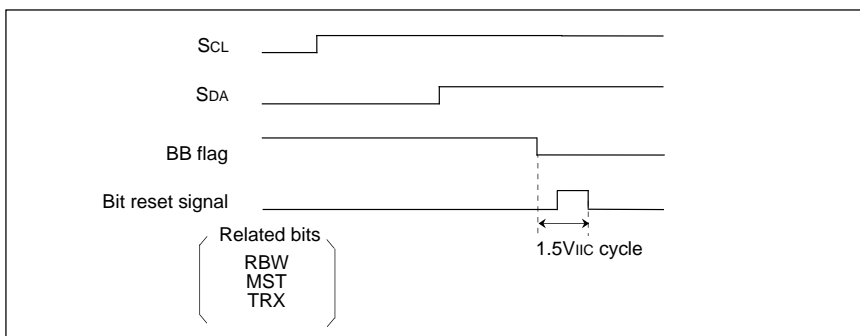 SCL
SDA
BB flag
Bit reset signal
Related bits
RBW
MST
TRX
1.5VIIC cycle